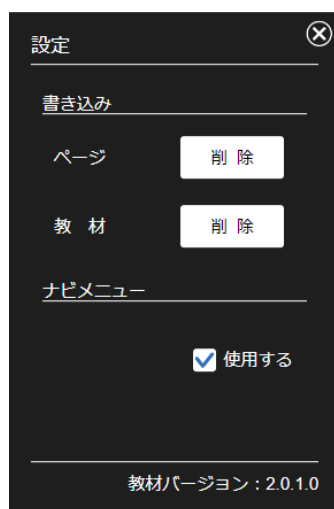 設定
書き込み
ページ 削 除
教 材 削 除
ナビメニュー
使用する
教材バージョン：2.0.1.0